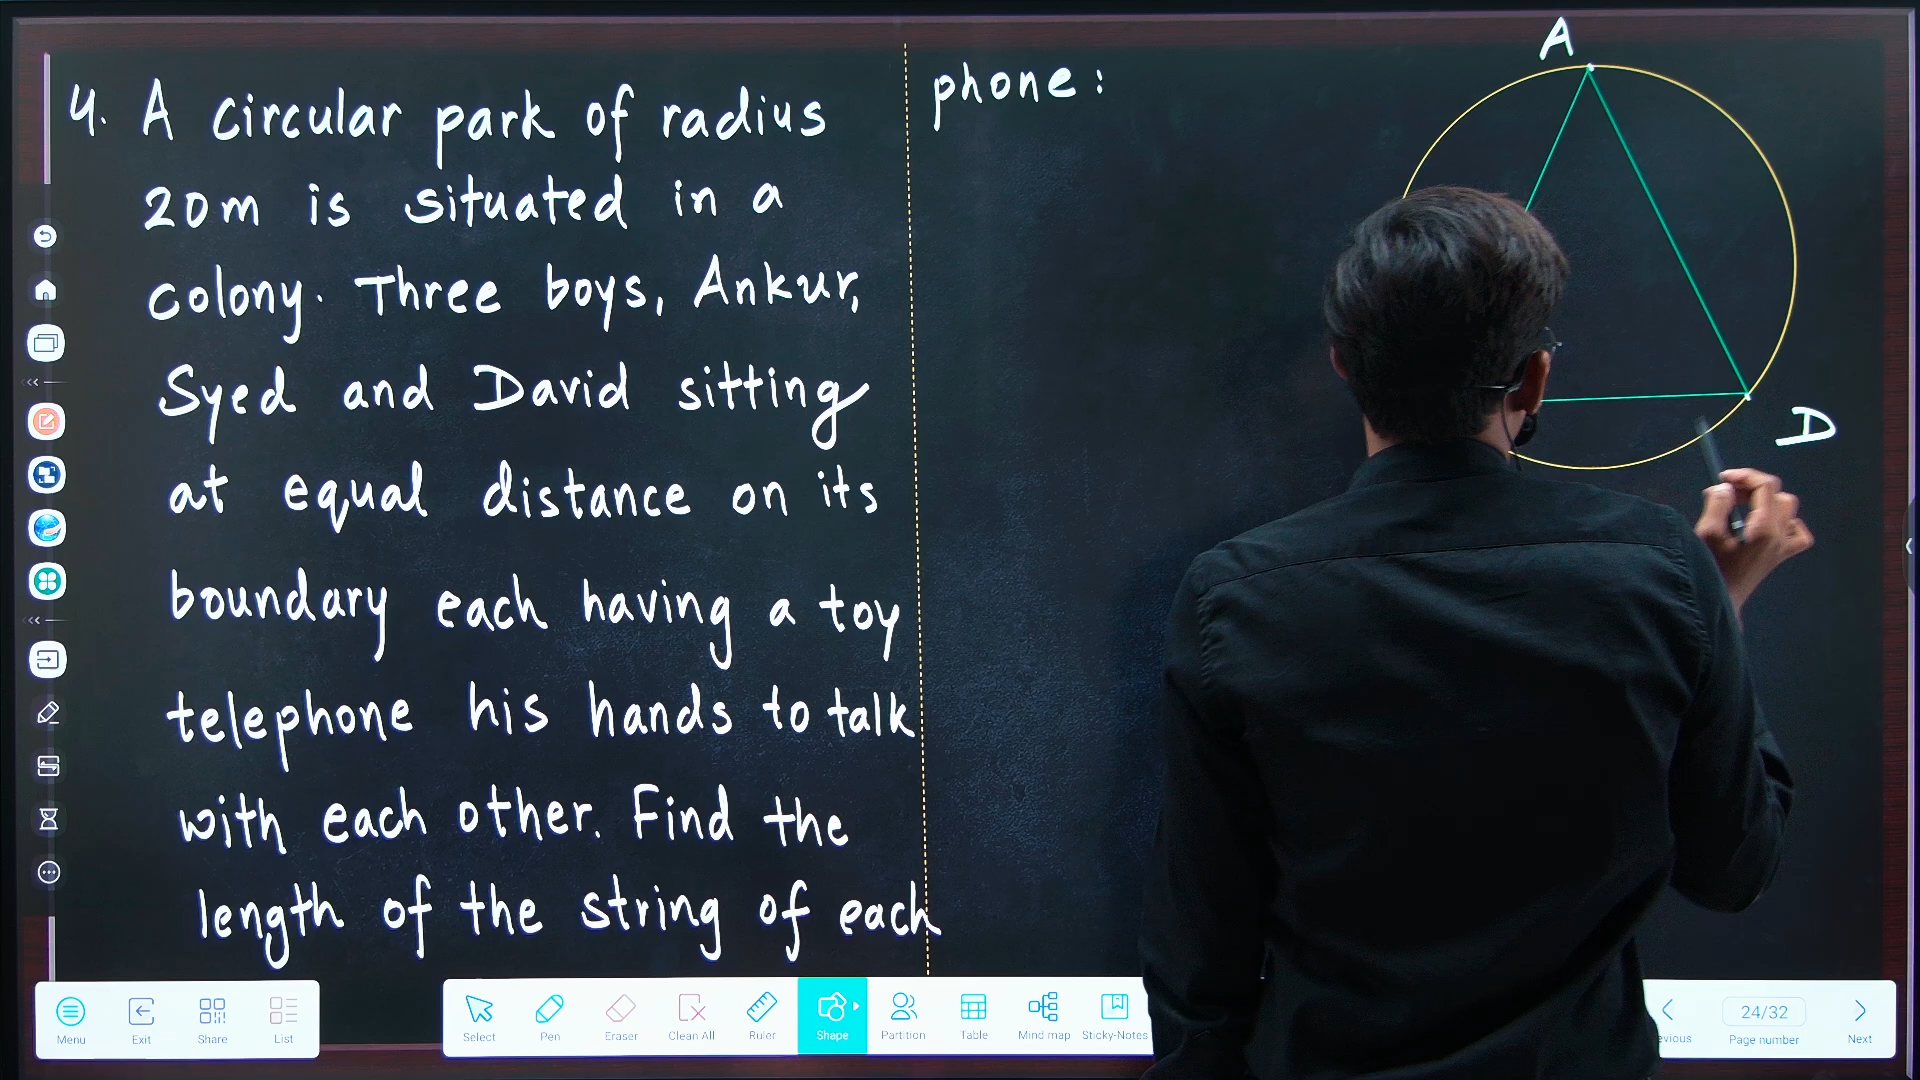 4. A circular park of radius
20m is situated in a
colony. Three boys, Ankur,
Syed and David sitting
at equal distance on its
boundary each having a toy
telephone his hands to talk
with each other. Find the
length of the string of each
phone:
A
D
Menu
Exit
Share
List
Select
Pen
Eraser
Clean All
Ruler
Shape
Partition
Table
Mind map
Sticky-Notes
evious
24/32
Page number
Next